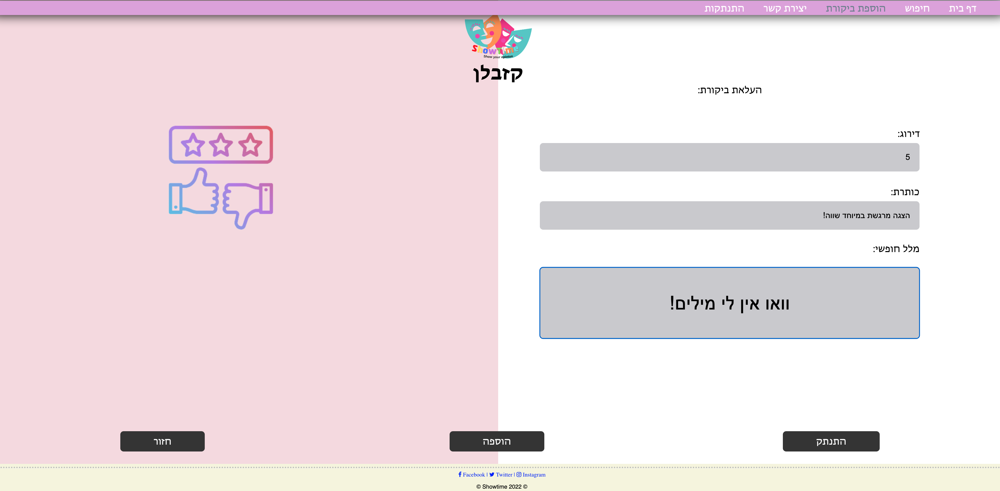 דף בית חיפוש הוספת ביקורת יצירת קשר התנתקות
ShowTime
Show your opinion
קזבלן
העלאת ביקורת:
דירוג:
5
כותרת:
הצגה מרגשת במיוחד שווה!
מלל חופשי:
וואו אין לי מילים!
התנתק הוספה חזור
Facebook | Twitter | Instagram
© Showtime 2022 ©